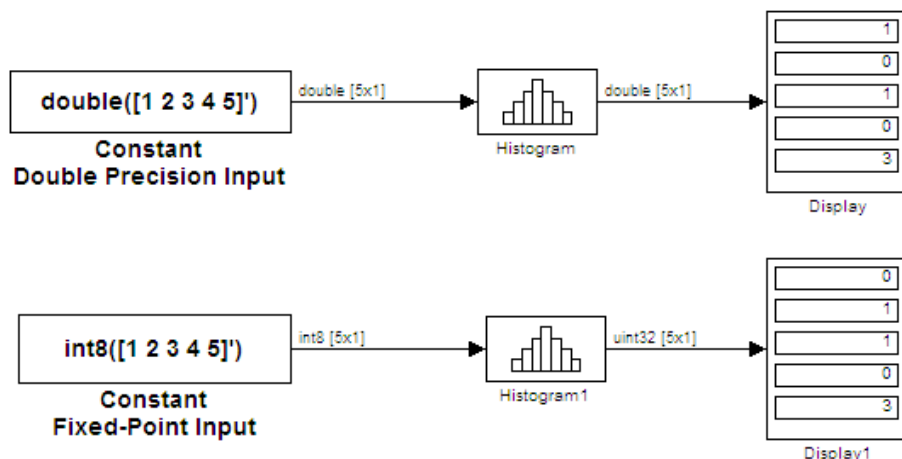 1
0
double([1 2 3 4 5]') double [5x1] double [5x1] 1
0
Constant Histogram
Double Precision Input 3
Display
0
1
int8([1 2 3 4 5]') int8 [5x1] uint32 [5x1] 1
0
Constant Histogram1
Fixed-Point Input 3
Display1